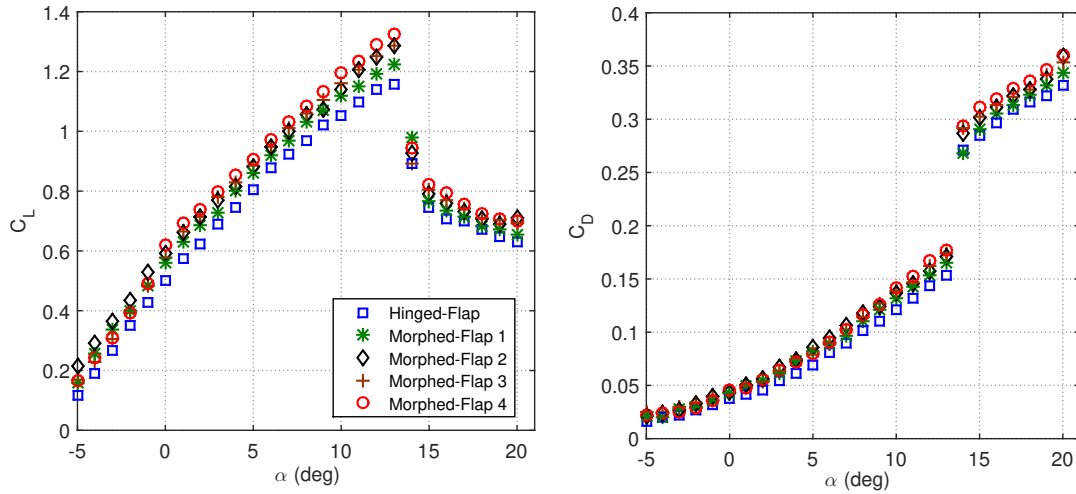 1.4
1.2
1
0.8
0.6
0.4
0.2
0
C_L
-5 0 5 10 15 20
α (deg)
Hinged-Flap
Morphed-Flap 1
Morphed-Flap 2
Morphed-Flap 3
Morphed-Flap 4
0.4
0.35
0.3
0.25
0.2
0.15
0.1
0.05
0
C_D
-5 0 5 10 15 20
α (deg)